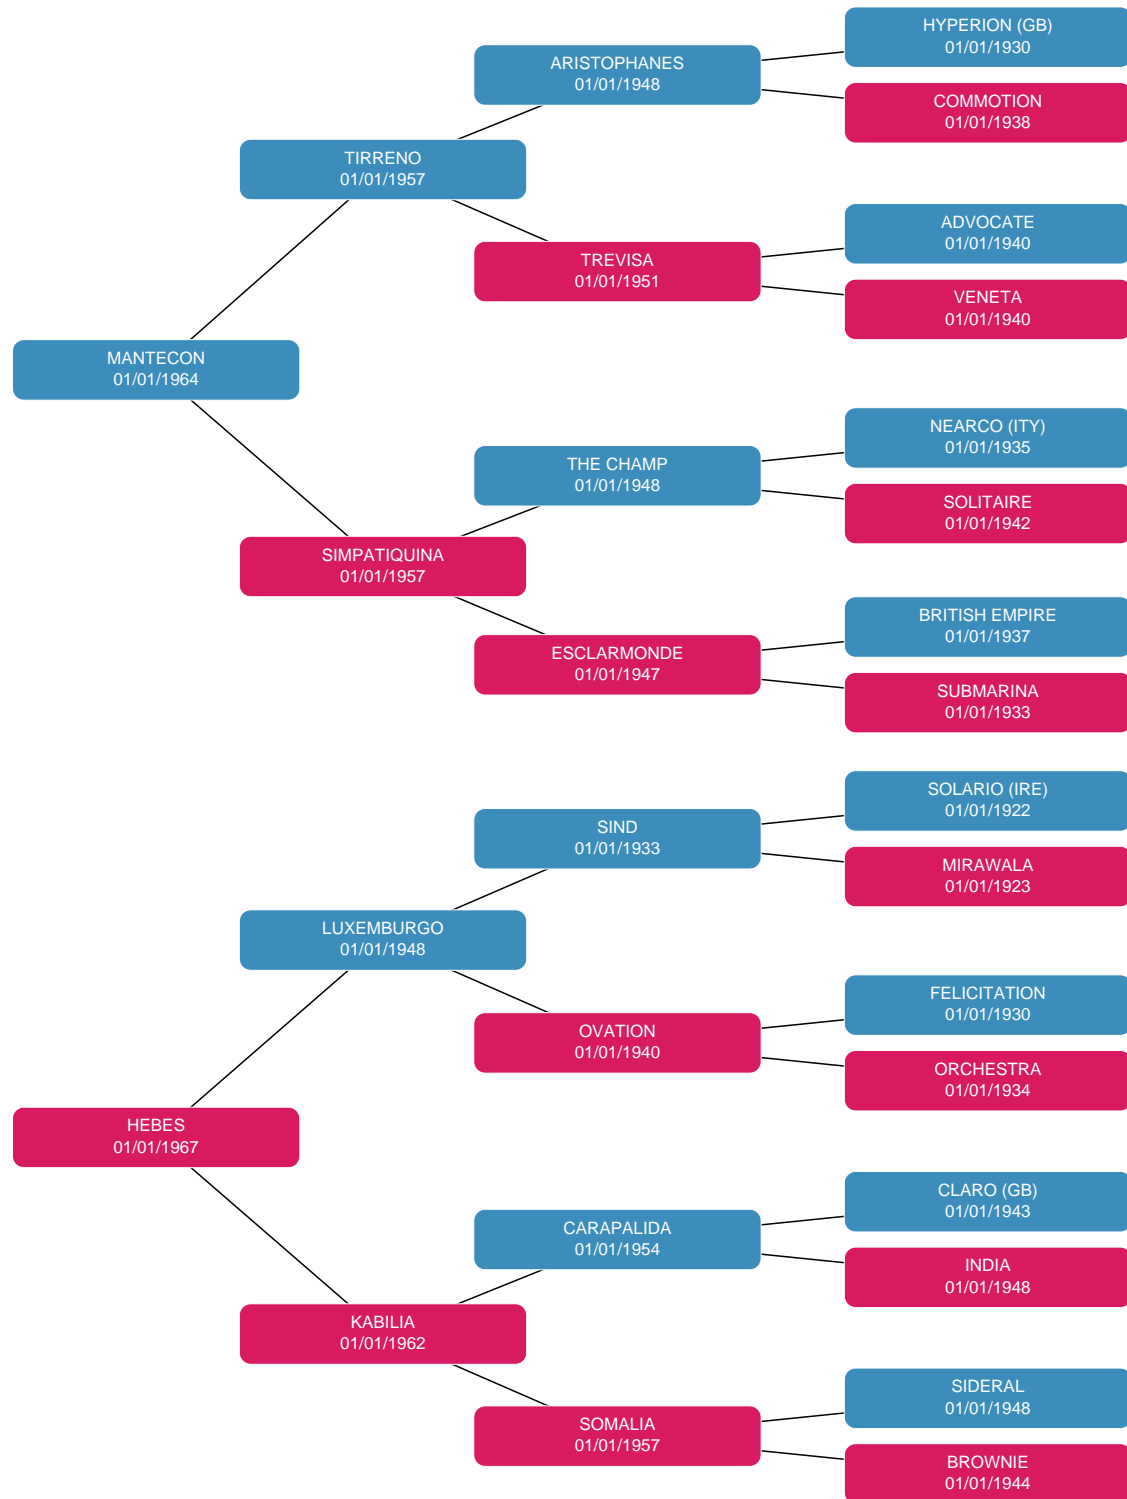 HYPERION (GB)
01/01/1930
ARISTOPHANES
01/01/1948
COMMOTION
01/01/1938
TIRRENO
01/01/1957
ADVOCATE
01/01/1940
TREVISA
01/01/1951
VENETA
01/01/1940
MANTECON
01/01/1964
NEARCO (ITY)
01/01/1935
THE CHAMP
01/01/1948
SOLITAIRE
01/01/1942
SIMPATIQUINA
01/01/1957
BRITISH EMPIRE
01/01/1937
ESCLARMONDE
01/01/1947
SUBMARINA
01/01/1933
SOLARIO (IRE)
01/01/1922
SIND
01/01/1933
MIRAWALA
01/01/1923
LUXEMBURGO
01/01/1948
FELICITATION
01/01/1930
OVATION
01/01/1940
ORCHESTRA
01/01/1934
HEBES
01/01/1967
CLARO (GB)
01/01/1943
CARAPALIDA
01/01/1954
INDIA
01/01/1948
KABILIA
01/01/1962
SIDERAL
01/01/1948
SOMALIA
01/01/1957
BROWNIE
01/01/1944